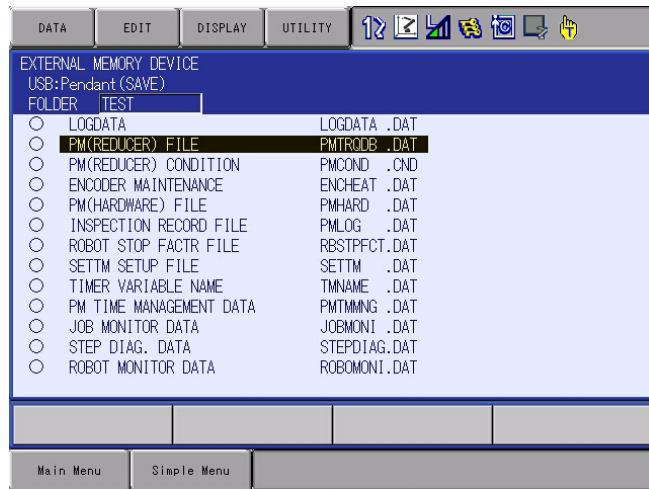 DATA EDIT DISPLAY UTILITY
EXTERNAL MEMORY DEVICE
USB:Pendant(SAVE)
FOLDER TEST
LOGDATA LOGDATA .DAT
PM(REDUCER) FILE PMTRQDB .DAT
PM(REDUCER) CONDITION PMCOND .CND
ENCODER MAINTENANCE ENCHEAT .DAT
PM(HARDWARE) FILE PMHARD .DAT
INSPECTION RECORD FILE PMLOG .DAT
ROBOT STOP FACTR FILE RBSTPFCT.DAT
SETTM SETUP FILE SETTM .DAT
TIMER VARIABLE NAME TMNAME .DAT
PM TIME MANAGEMENT DATA PMTMMNG .DAT
JOB MONITOR DATA JOBMONI .DAT
STEP DIAG. DATA STEPDIAG.DAT
ROBOT MONITOR DATA ROBOMONI.DAT
Main Menu Simple Menu